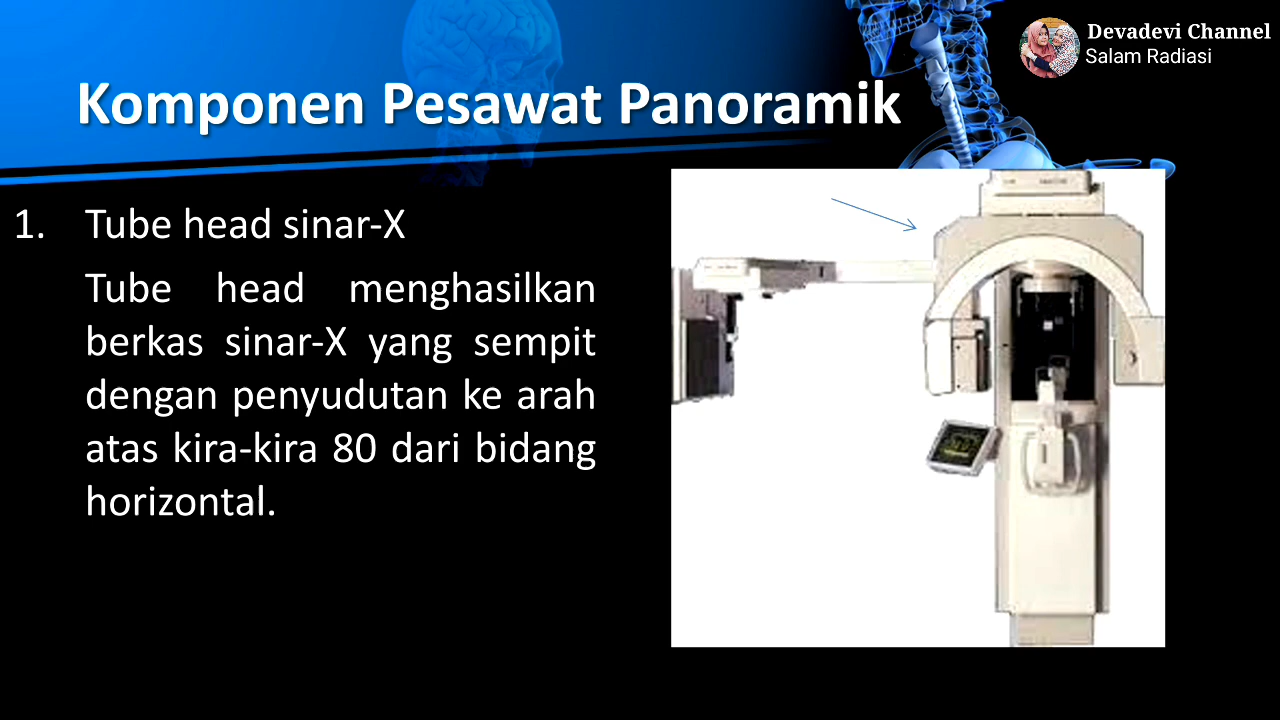 Devadevi Channel
Salam Radiasi
Komponen Pesawat Panoramik
1. Tube head sinar-X
Tube head menghasilkan
berkas sinar-X yang sempit
dengan penyudutan ke arah
atas kira-kira 80 dari bidang
horizontal.